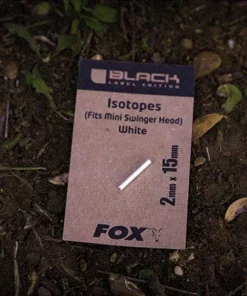 BLACK
LABEL EDITION
Isotopes
(Fits Mini Swinger Head)
White
2mm x 15mm
FOX